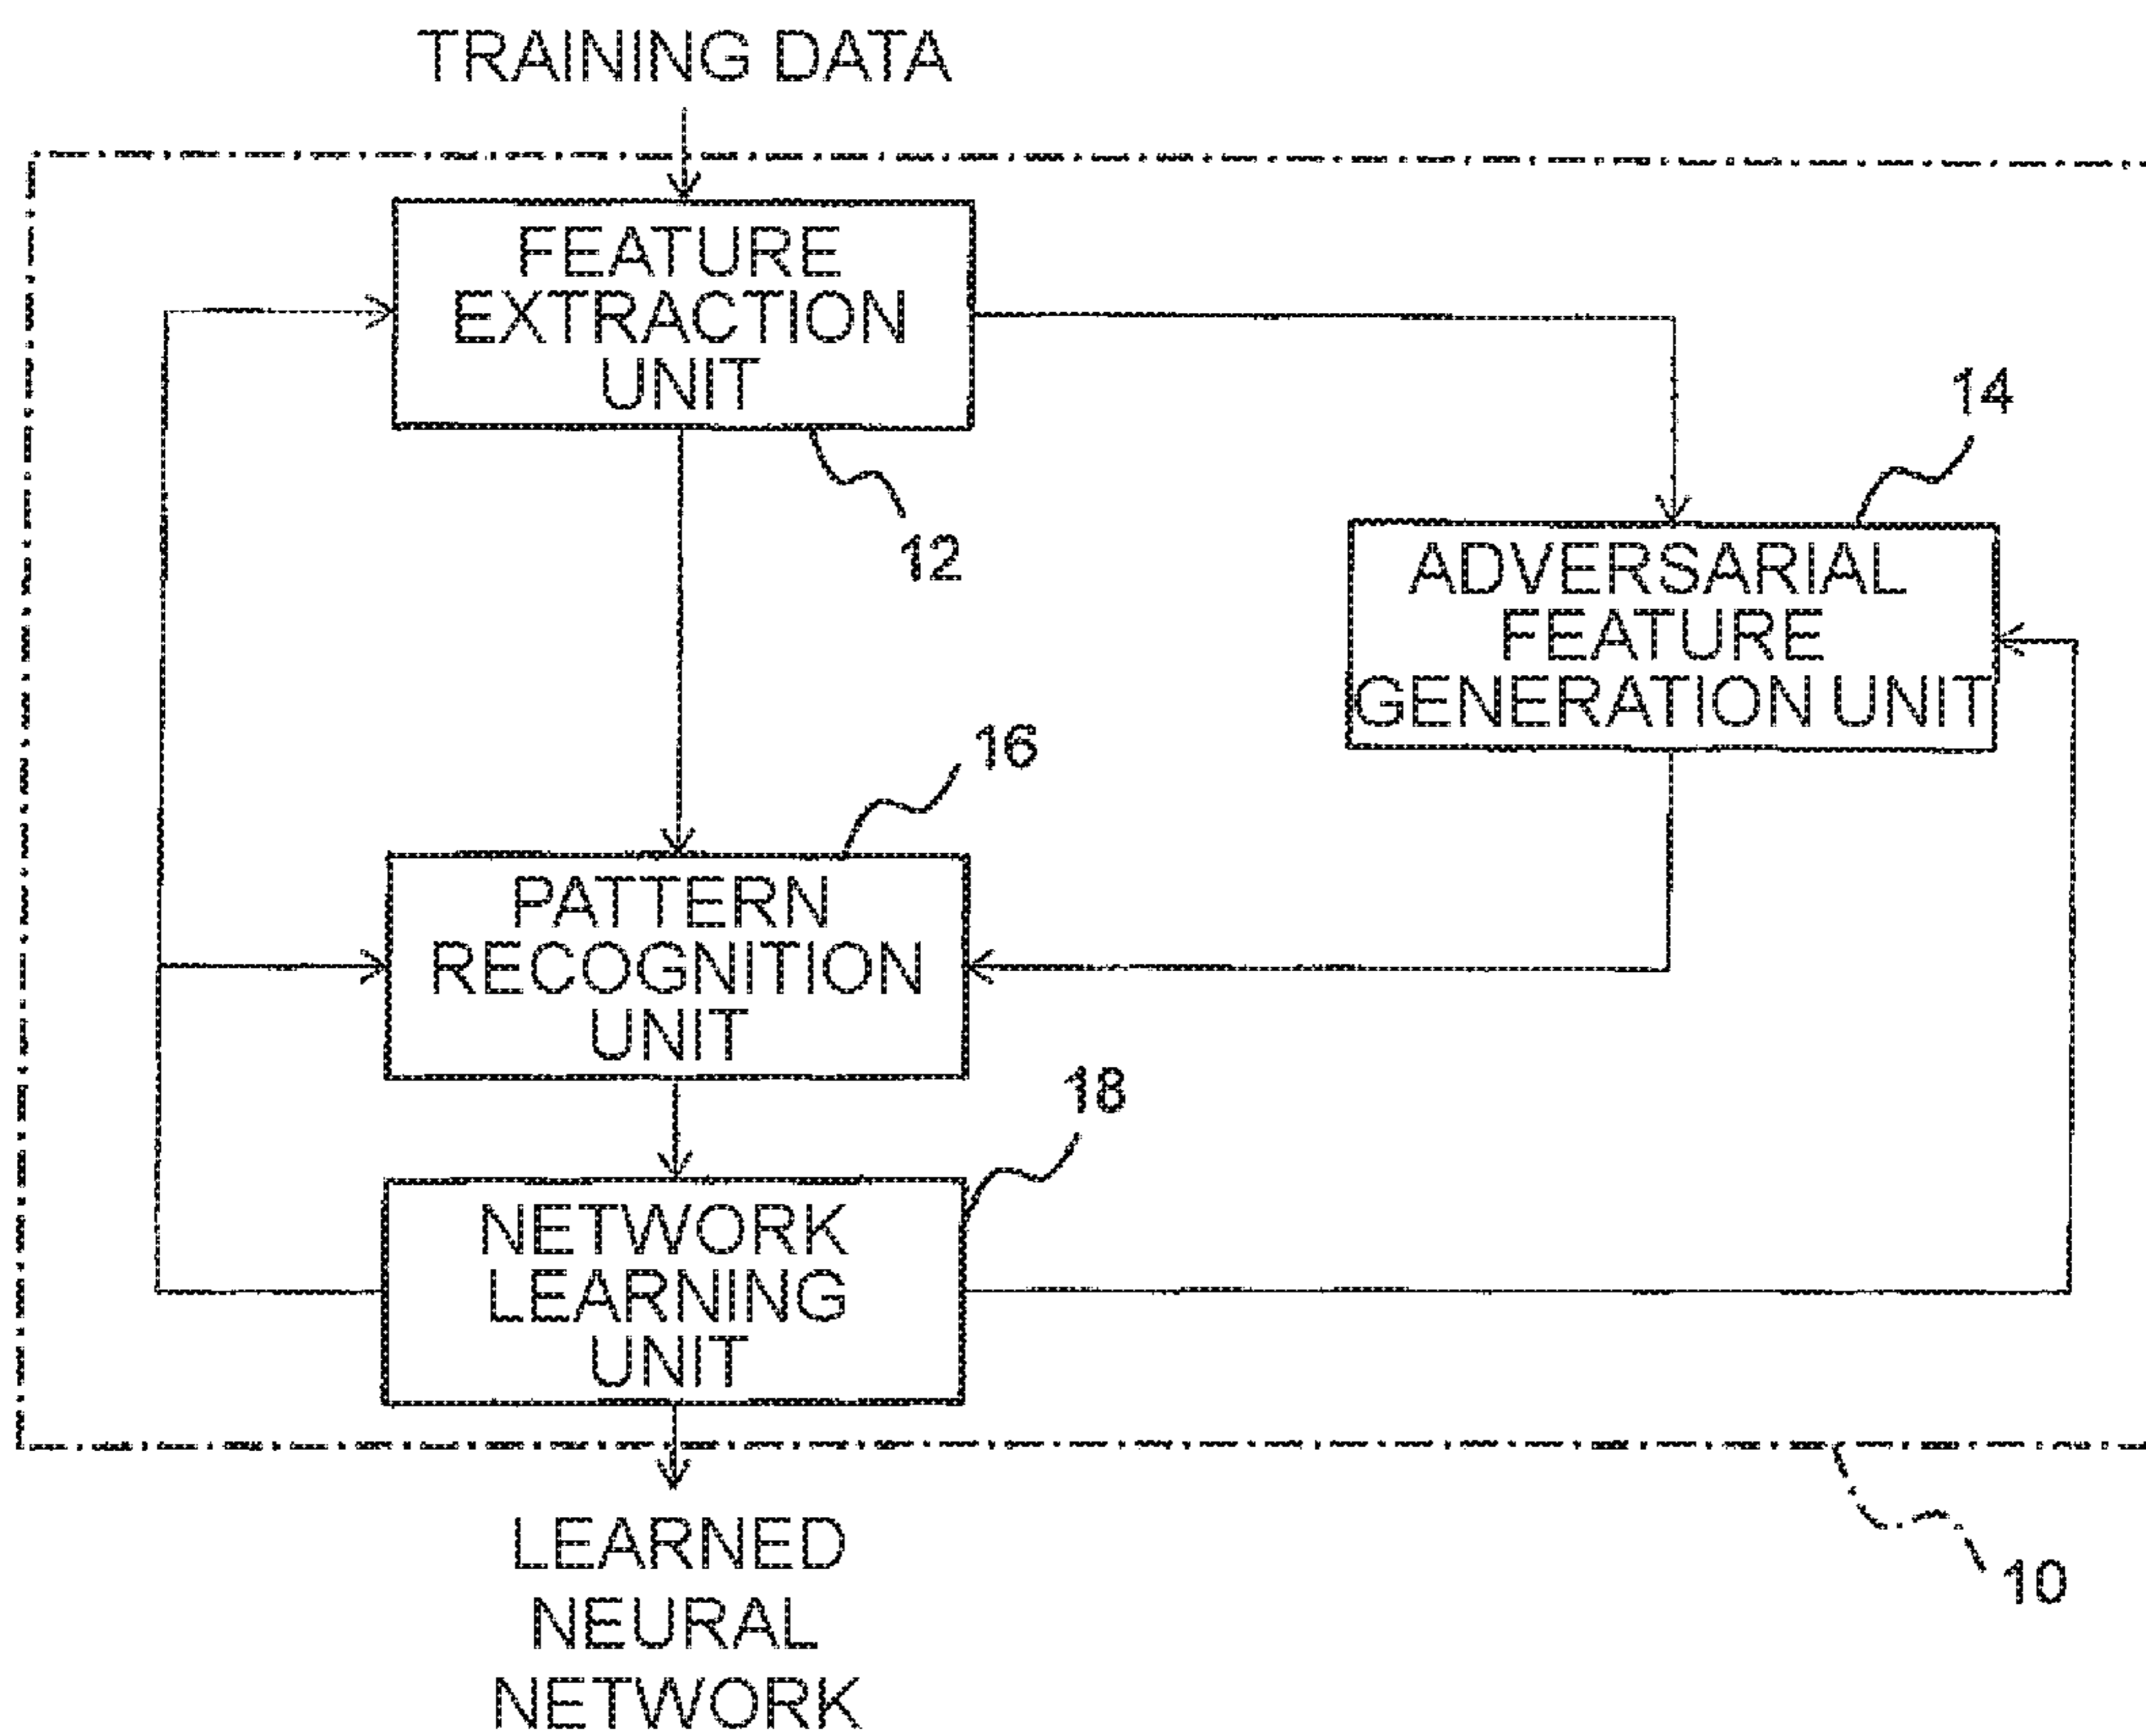 TRAINING DATA
FEATURE
EXTRACTION
UNIT
12
14
ADVERSARIAL
FEATURE
GENERATION UNIT
16
PATTERN
RECOGNITION
UNIT
18
NETWORK
LEARNING
UNIT
10
LEARNED
NEURAL
NETWORK